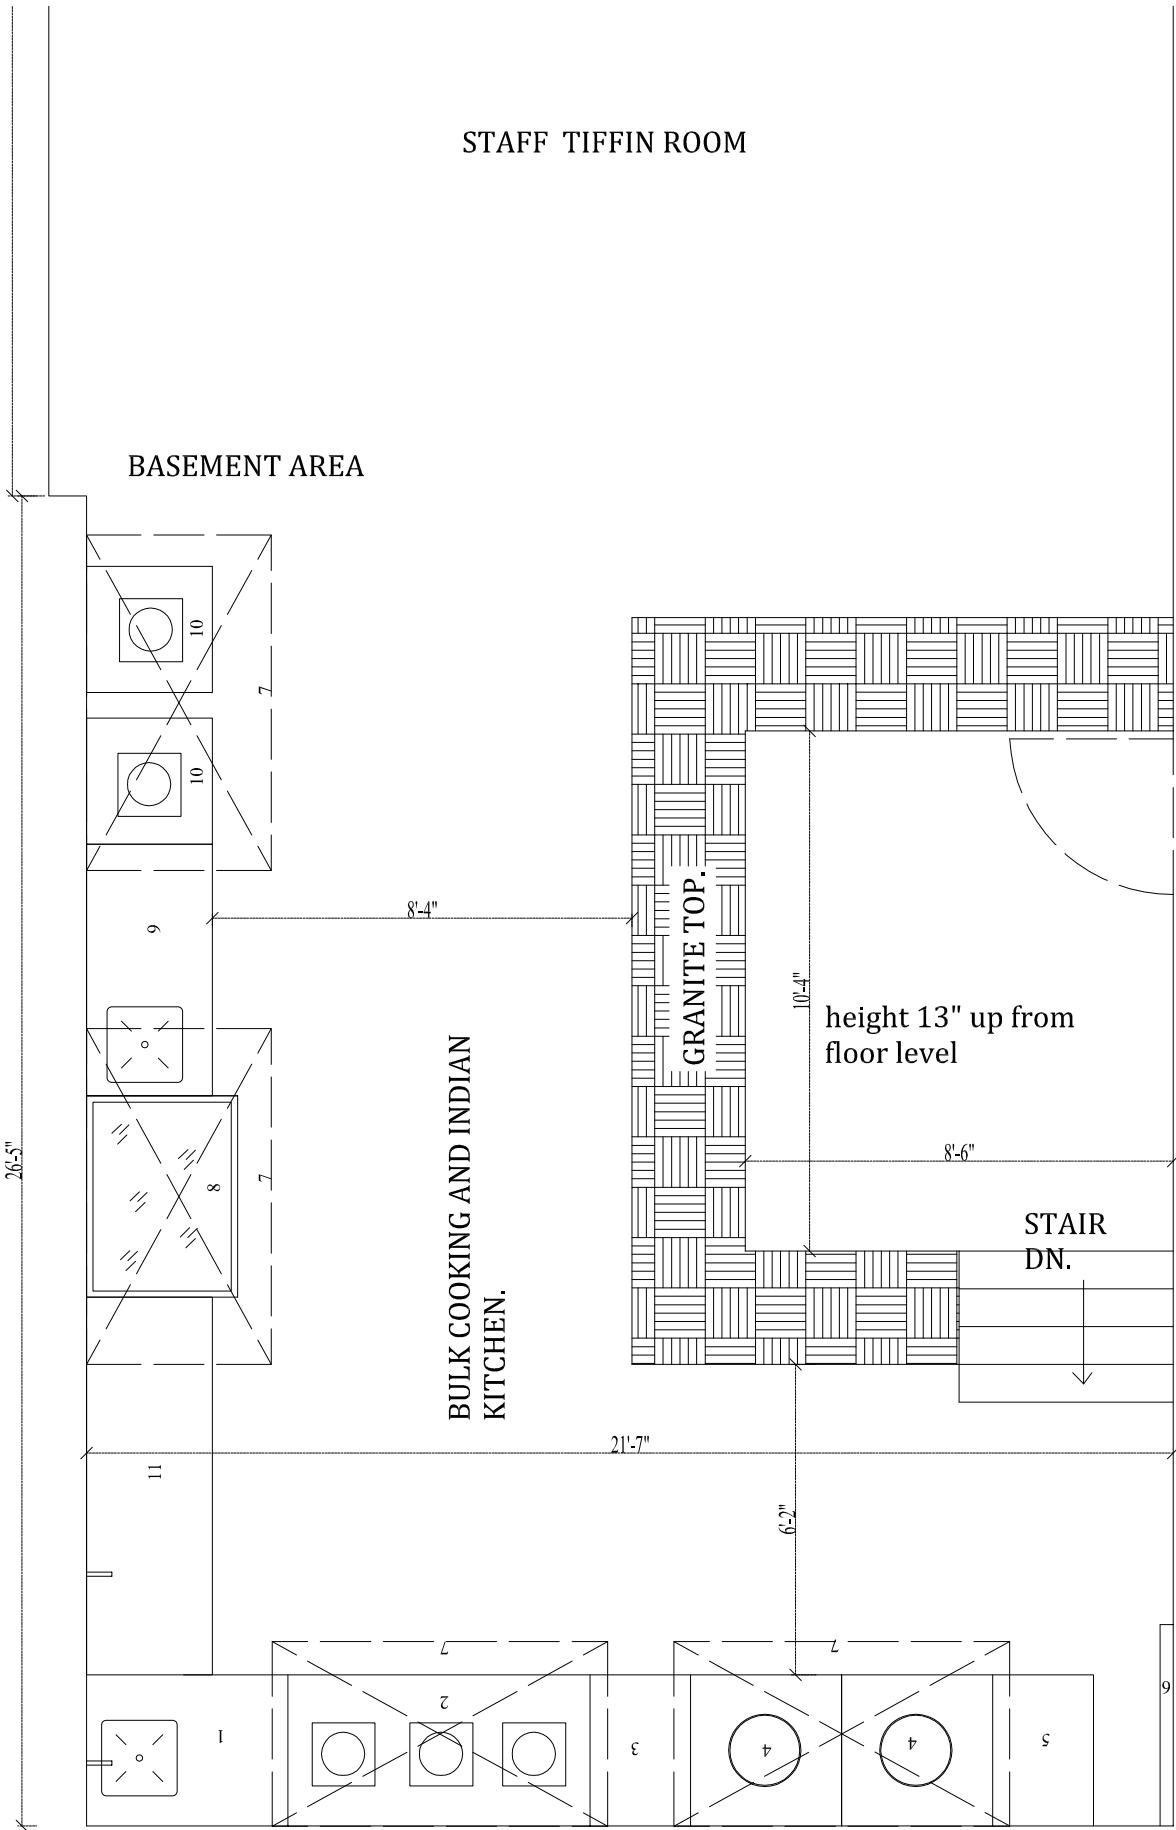 STAFF TIFFIN ROOM
BASEMENT AREA
10
7
10
8'-4"
9
GRANITE TOP.
10'-4"
height 13" up from
floor level
26'-5"
8'-6"
8
7
BULK COOKING AND INDIAN
KITCHEN.
STAIR
DN.
21'-7"
11
6'-2"
7
7
6
2
1
3
4
4
5